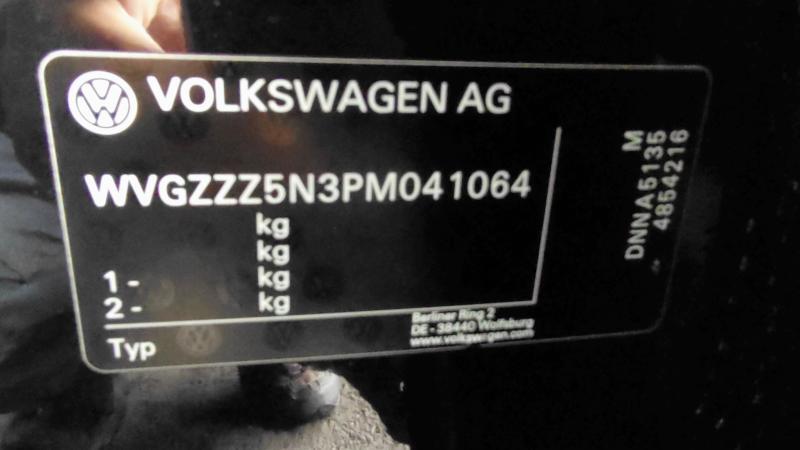 VOLKSWAGEN AG
WVGZZZ5N3PM041064
kg
kg
1 - kg
2 - kg
Typ
Berliner Ring 2
DE - 38440 Wolfsburg
www.volkswagen.com
M
DNNA5135
4854216